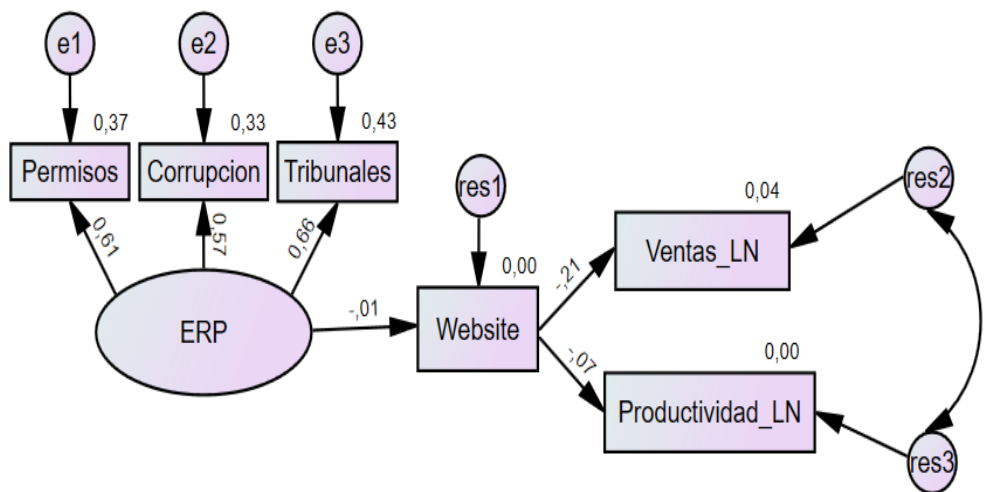 e1
e2
e3
0,37
0,33
0,43
Permisos
Corrupcion
Tribunales
0,61
0,57
0,66
ERP
-,01
res1
0,00
Website
-,21
-,07
0,04
Ventas_LN
0,00
Productividad_LN
res2
res3